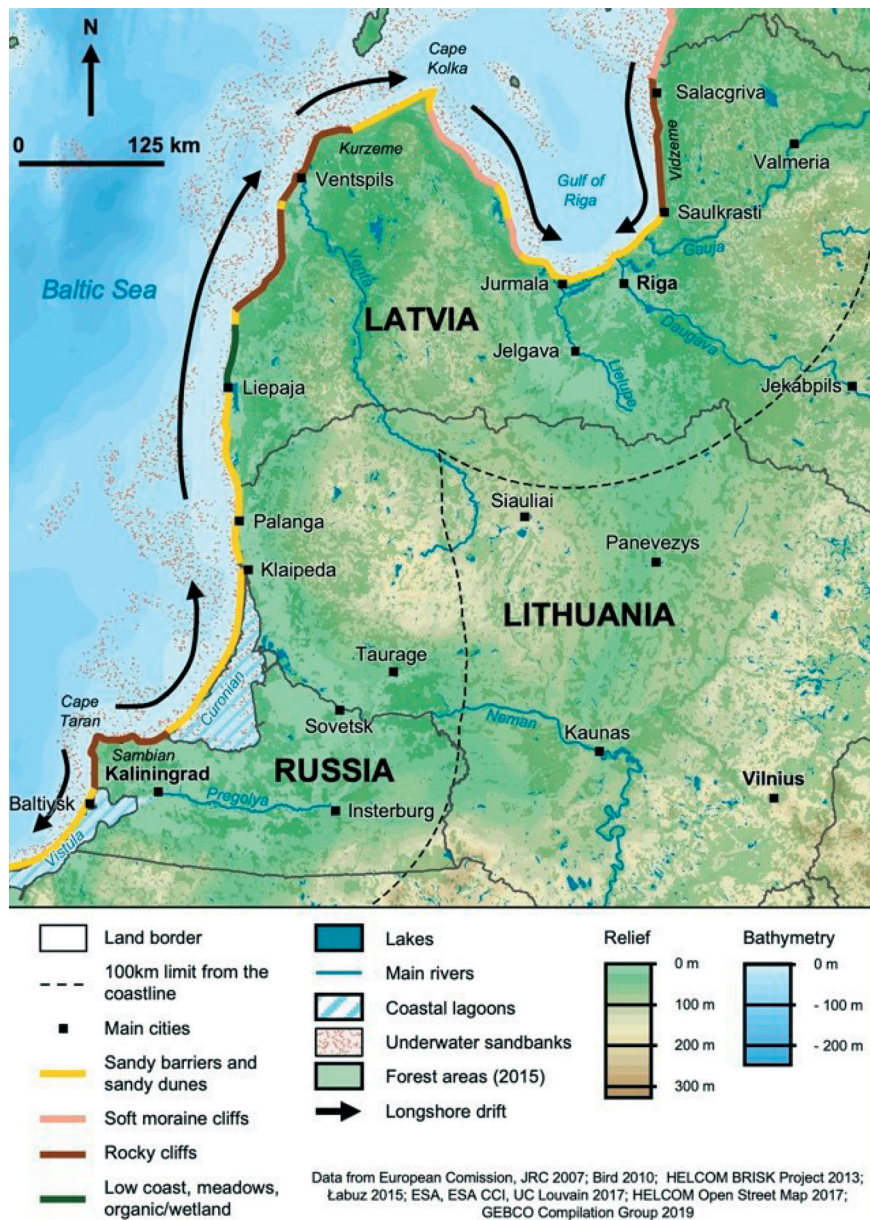 N
0 125 km
Cape
Kolka
Salacgriva
Kurzeme
Vidzeme
Valmeria
Ventspils
Gulf of
Riga
Saulkrasti
Gauja
Venta
Baltic Sea
Jurmala
Riga
LATVIA
Daugava
Jelgava
Lielupe
Jekabpils
Liepaja
Siauliai
Palanga
Panevezys
Klaipeda
LITHUANIA
Taurage
Cape
Taran
Curonian
Sovetsk
Neman
Kaunas
Sambian
Kaliningrad
RUSSIA
Vilnius
Baltiysk
Pregolya
Insterburg
Vistula
Land border
100km limit from the
coastline
Main cities
Sandy barriers and
sandy dunes
Soft moraine cliffs
Rocky cliffs
Low coast, meadows,
organic/wetland
Lakes
Main rivers
Coastal lagoons
Underwater sandbanks
Forest areas (2015)
Longshore drift
Relief
0 m
100 m
200 m
300 m
Bathymetry
0 m
- 100 m
- 200 m
Data from European Comission, JRC 2007; Bird 2010; HELCOM BRISK Project 2013;
Łabuz 2015; ESA, ESA CCI, UC Louvain 2017; HELCOM Open Street Map 2017;
GEBCO Compilation Group 2019